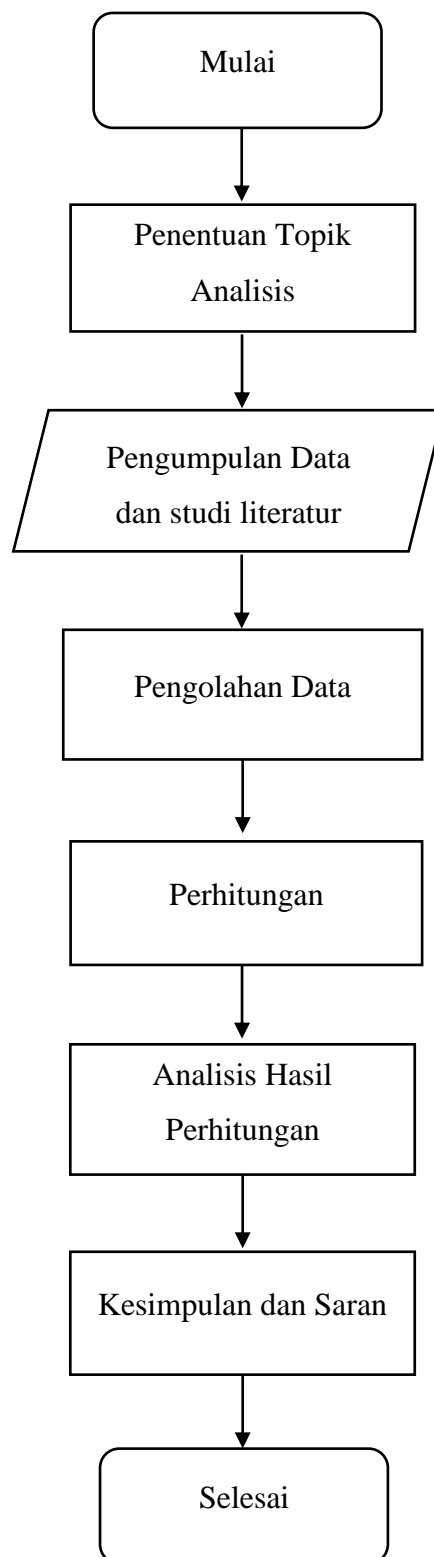 Mulai
Penentuan Topik
Analisis
Pengumpulan Data
dan studi literatur
Pengolahan Data
Perhitungan
Analisis Hasil
Perhitungan
Kesimpulan dan Saran
Selesai